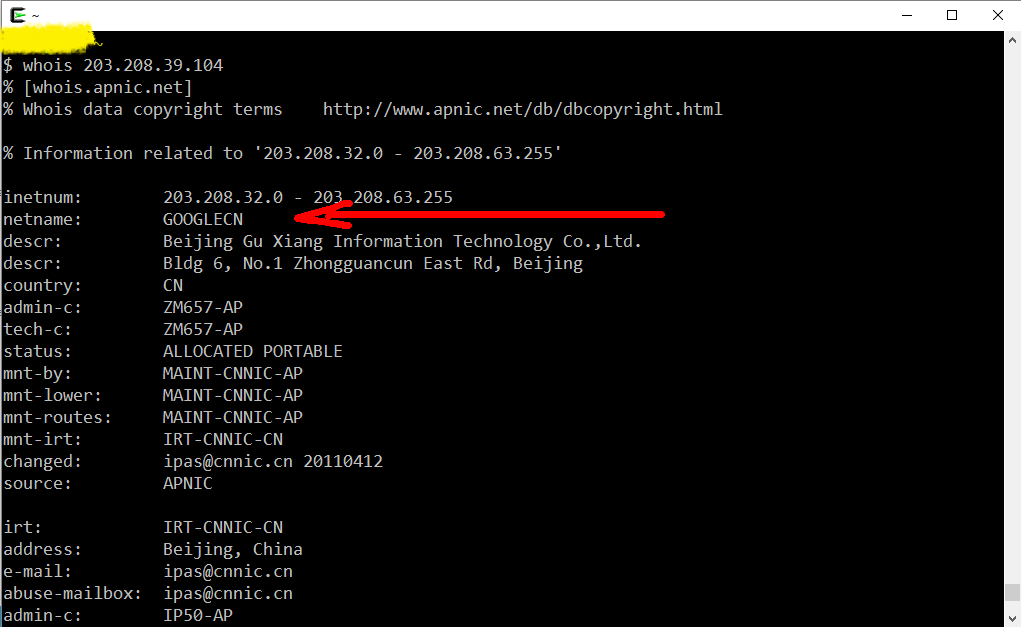 ~
~
$ whois 203.208.39.104
% [whois.apnic.net]
% Whois data copyright terms    http://www.apnic.net/db/dbcopyright.html
% Information related to '203.208.32.0 - 203.208.63.255'
inetnum:        203.208.32.0 - 203.208.63.255
netname:        GOOGLECN
descr:          Beijing Gu Xiang Information Technology Co.,Ltd.
descr:          Bldg 6, No.1 Zhongguancun East Rd, Beijing
country:        CN
admin-c:        ZM657-AP
tech-c:         ZM657-AP
status:         ALLOCATED PORTABLE
mnt-by:         MAINT-CNNIC-AP
mnt-lower:      MAINT-CNNIC-AP
mnt-routes:     MAINT-CNNIC-AP
mnt-irt:        IRT-CNNIC-CN
changed:        ipas@cnnic.cn 20110412
source:         APNIC
irt:            IRT-CNNIC-CN
address:        Beijing, China
e-mail:         ipas@cnnic.cn
abuse-mailbox:  ipas@cnnic.cn
admin-c:        IP50-AP